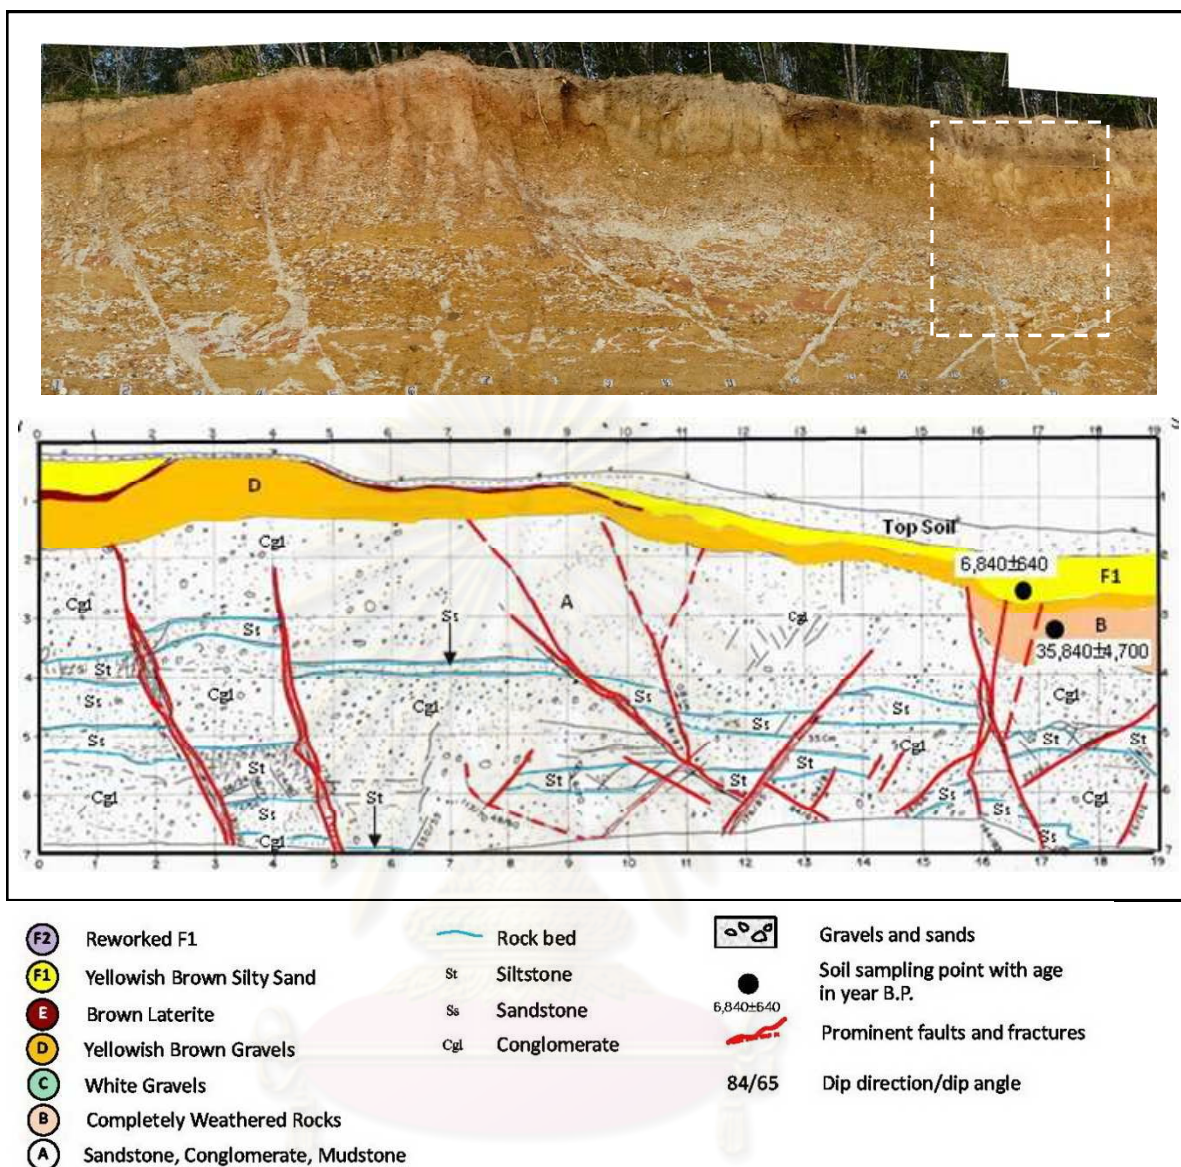 0 1 2 3 4 5 6 7 8 9 10 11 12 13 14 15 16 17 18 19
D
Top Soil
Cgl
6,840±640
F1
Cgl
A
Ss
Cgl
B
St
35,840±4,700
St
Cgl
Ss
Cgl
Ss
Cgl
St
Ss
St
St
St
St
Cgl
St
Ss
Ss
Cgl
Cgl
Ss
0 1 2 3 4 5 6 7 8 9 10 11 12 13 14 15 16 17 18 19
F2 Reworked F1
F1 Yellowish Brown Silty Sand
E Brown Laterite
D Yellowish Brown Gravels
C White Gravels
B Completely Weathered Rocks
A Sandstone, Conglomerate, Mudstone
Rock bed
St Siltstone
Ss Sandstone
Cgl Conglomerate
Gravels and sands
Soil sampling point with age
in year B.P.
6,840±640
Prominent faults and fractures
84/65 Dip direction/dip angle